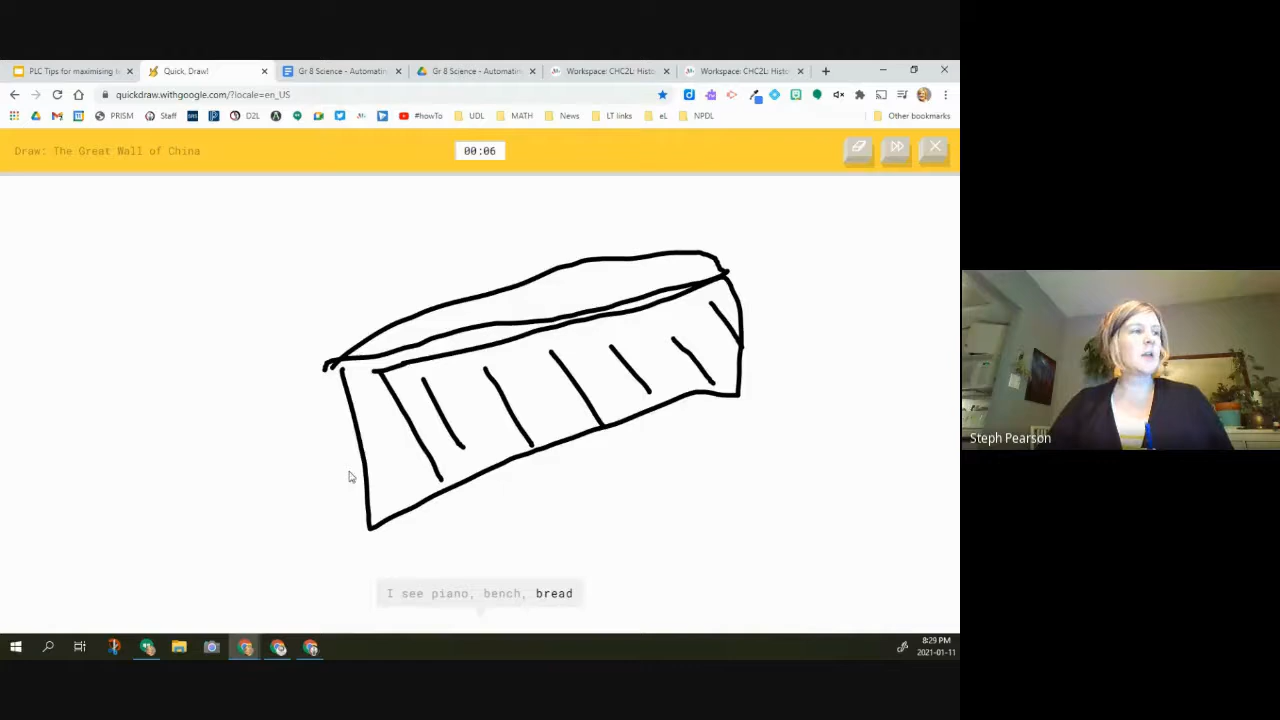 PLC Tips for maximising t
Quick, Draw!
Gr 8 Science - Automatin
Gr 8 Science - Automatin
Workspace: CHC2L: Histo
Workspace: CHC2L: Histo
quickdraw.withgoogle.com/?locale=en_US
PRISM
Staff
D2L
#howTo
UDL
MATH
News
LT links
eL
NPDL
Other bookmarks
Draw: The Great Wall of China
00:06
Steph Pearson
I see piano, bench, bread
8:29 PM
2021-01-11